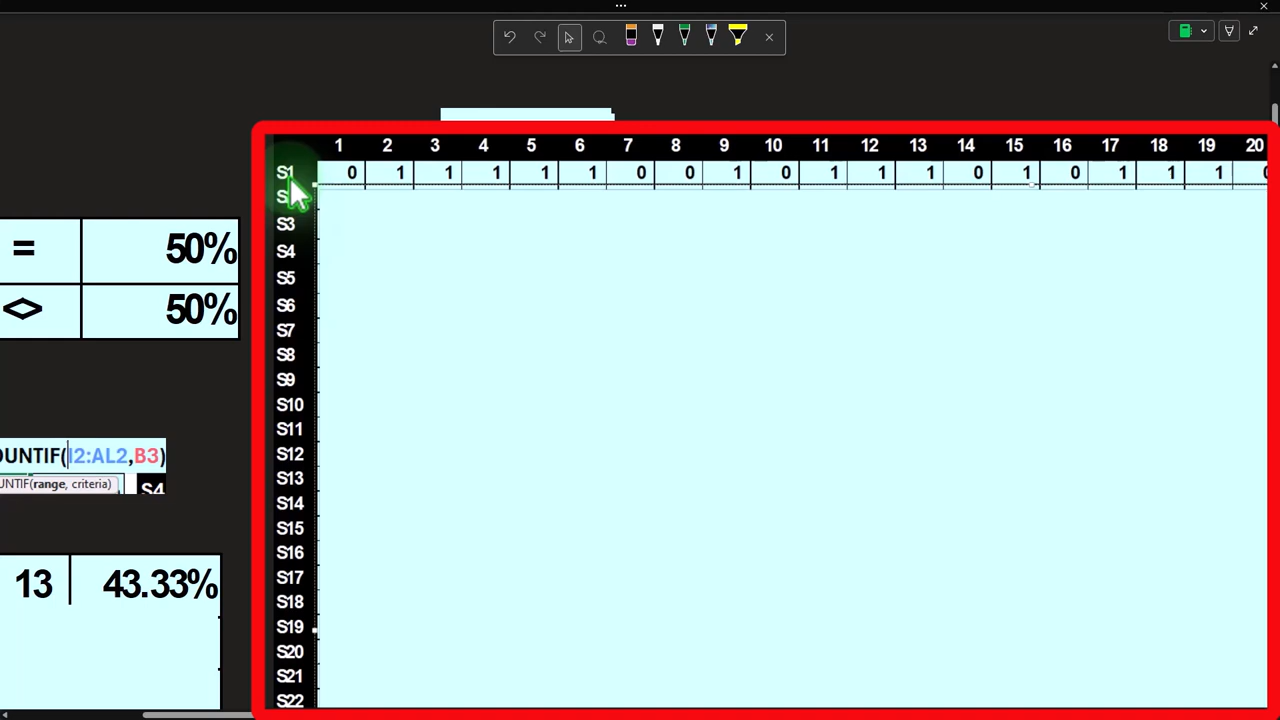 1 2 3 4 5 6 7 8 9 10 11 12 13 14 15 16 17 18 19 20
S1 0 1 1 1 1 1 0 0 1 0 1 1 1 0 1 0 1 1 1
S3
S4
S5
S6
S7
S8
S9
S10
S11
S12
S13
S14
S15
S16
S17
S18
S19
S20
S21
S22
= 50%
<> 50%
OUNTIF(I2:AL2,B3)
UNTIF(range, criteria)
S4
13 43.33%